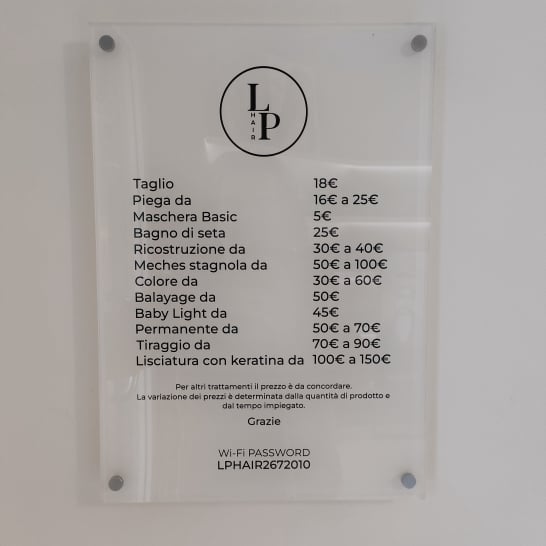 L
HAIR
P
Taglio 18€
Piega da 16€ a 25€
Maschera Basic 5€
Bagno di seta 25€
Ricostruzione da 30€ a 40€
Meches stagnola da 50€ a 100€
Colore da 30€ a 60€
Balayage da 50€
Baby Light da 45€
Permanente da 50€ a 70€
Tiraggio da 70€ a 90€
Lisciatura con keratina da 100€ a 150€
Per altri trattamenti il prezzo è da concordare.
La variazione dei prezzi è determinata dalla quantità di prodotto e
dal tempo impiegato.
Grazie
Wi-Fi PASSWORD
LPHAIR2672010